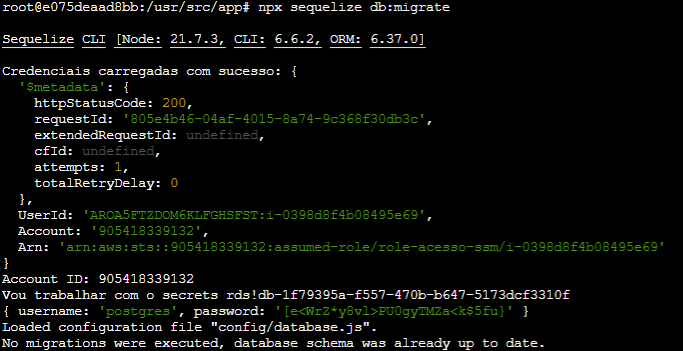 root@e075deaad8bb:/usr/src/app# npx sequelize db:migrate
Sequelize CLI [Node: 21.7.3, CLI: 6.6.2, ORM: 6.37.0]
Credenciais carregadas com sucesso: {
  '$metadata': {
    httpStatusCode: 200,
    requestId: '805e4b46-04af-4015-8a74-9c368f30db3c',
    extendedRequestId: undefined,
    cfId: undefined,
    attempts: 1,
    totalRetryDelay: 0
  },
  UserId: 'AROA5FTZDOM6KLFGHSFST:i-0398d8f4b08495e69',
  Account: '905418339132',
  Arn: 'arn:aws:sts::905418339132:assumed-role/role-acesso-ssm/i-0398d8f4b08495e69'
}
Account ID: 905418339132
Vou trabalhar com o secrets rds!db-1f79395a-f557-470b-b647-5173dcf3310f
{ username: 'postgres', password: '[e<WrZ*y8vl>PU0gyTMZa<k$5fu}' }
Loaded configuration file "config/database.js".
No migrations were executed, database schema was already up to date.